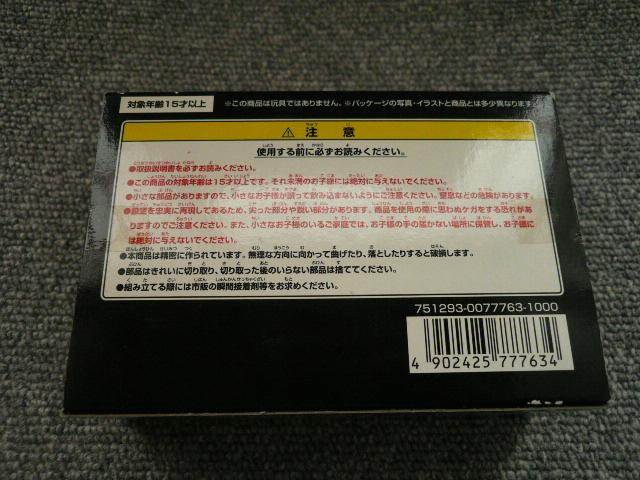 対象年齢15才以上
※この商品は玩具ではありません。※パッケージの写真・イラストと商品とは多少異なります
⚠ 注意
使用する前に必ずお読みください。
●取扱説明書を必ずお読みください。
●この商品の対象年齢は15才以上です。それ未満のお子様には絶対に与えないでください。
●小さな部品がありますので、小さなお子様が誤って飲み込まないようにご注意ください。窒息などの危険があります。
●設定を忠実に再現してあるため、尖った部分や鋭い部分があります。商品を使用の際に思わぬケガをする恐れがあ
りますのでご注意ください。また、小さなお子様のいるご家庭では、お子様の手の届かない場所に保管し、お子様に
は絶対に与えないでください。
●本商品は精密に作られています。無理な方向に向かって曲げたり、落としたりすると破損します。
●部品はきれいに切り取り、切り取った後のいらない部品は捨ててください。
●組み立てる際には市販の瞬間接着剤等をお求めください。
751293-0077763-1000
4 902425 777634